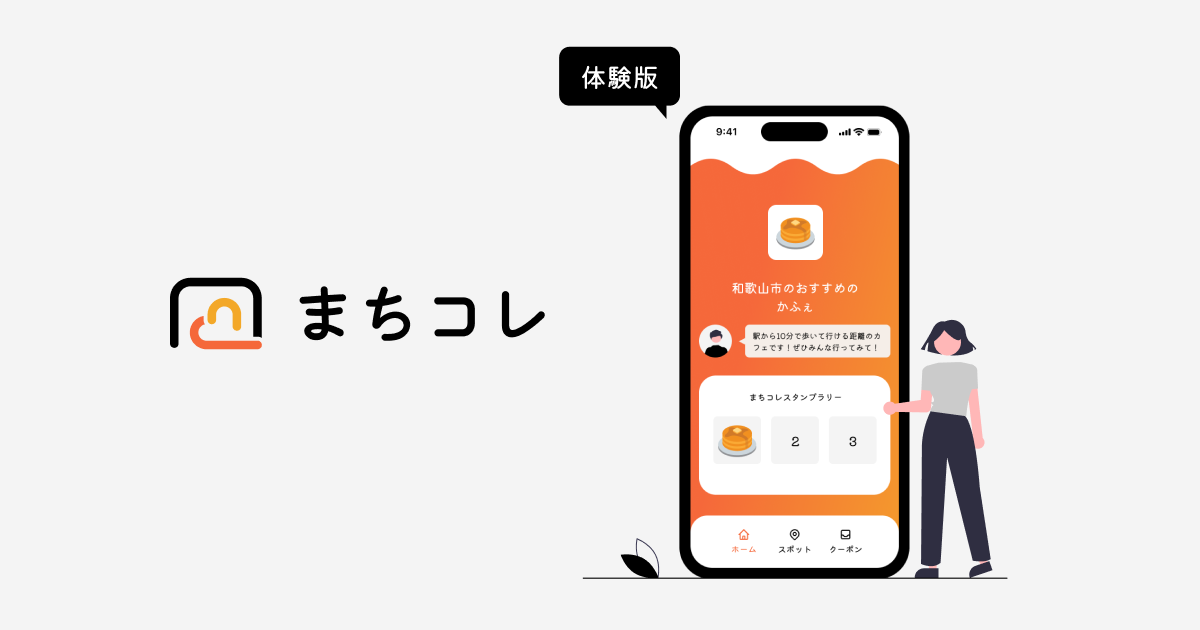 体験版
まちコレ
9:41
和歌山市のおすすめの
かふぇ
駅から10分で歩いて行ける距離のカ
フェです！ぜひみんな行ってみて！
まちコレスタンプラリー
2
3
ホーム
スポット
クーポン